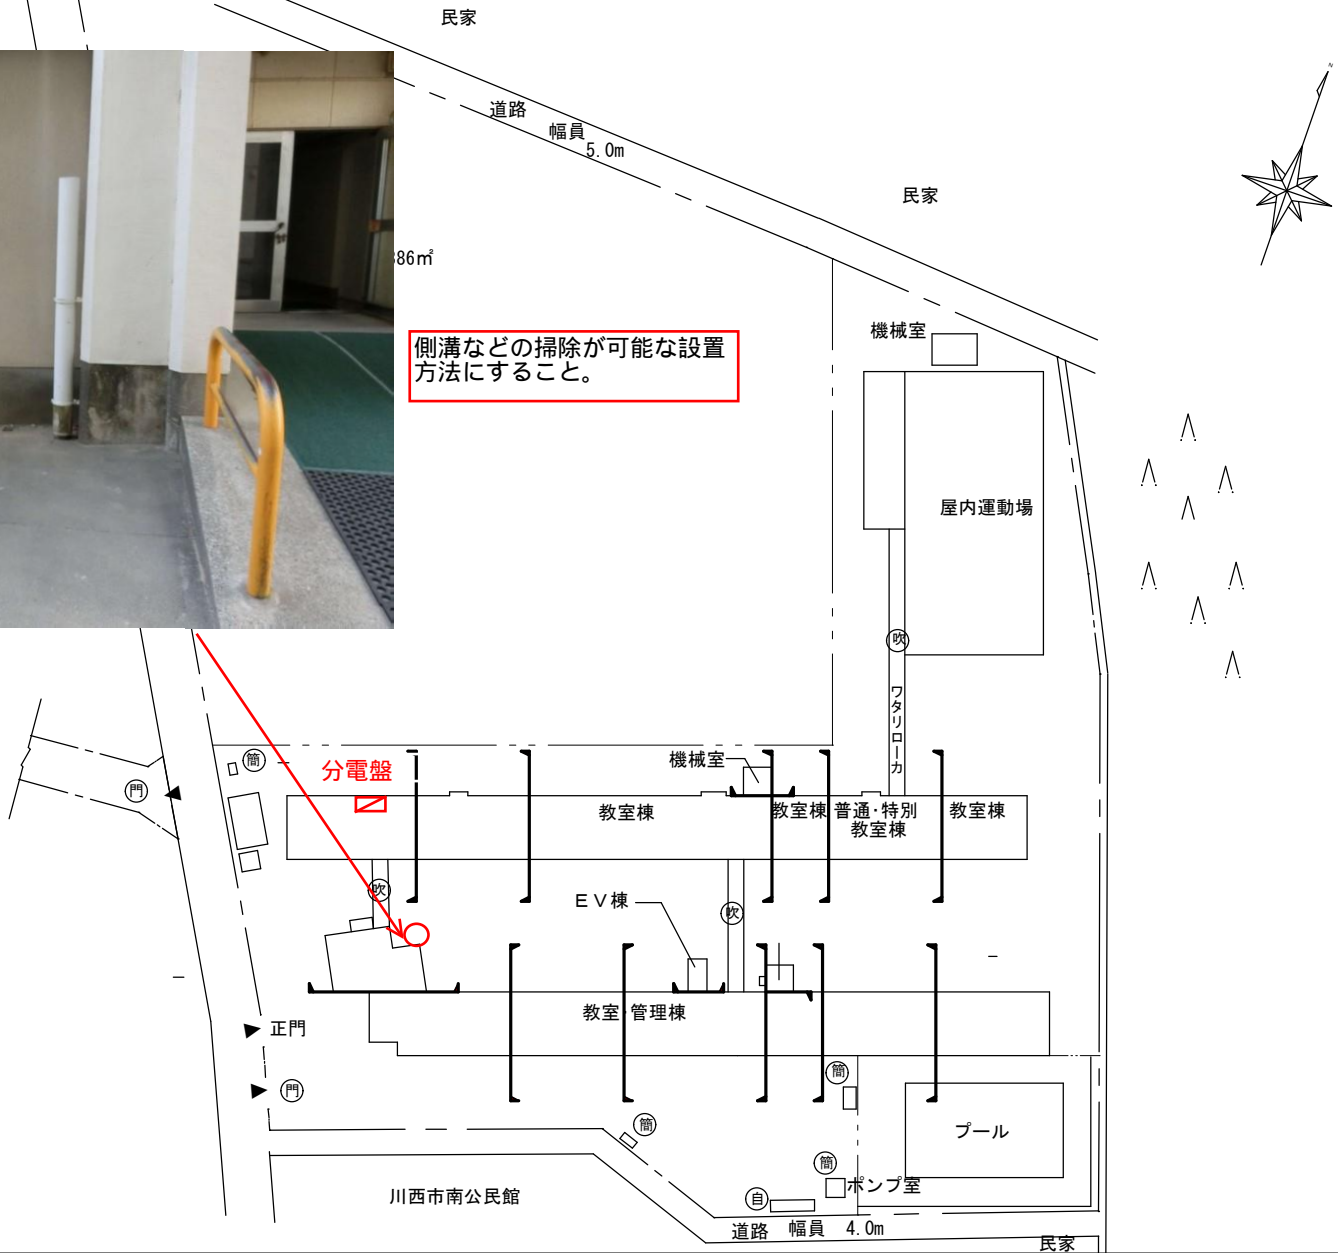 民家
道路
幅員
5.0m
民家
86㎡
側溝などの掃除が可能な設置
方法にすること。
機械室
屋内運動場
吹
ワタリローカ
簡
門
分電盤
機械室
教室棟
教室棟
普通・特別
教室棟
教室棟
吹
EV棟
吹
教室 管理棟
正門
門
簡
簡
プール
簡
ポンプ室
自
川西市南公民館
道路 幅員 4.0m
民家
N